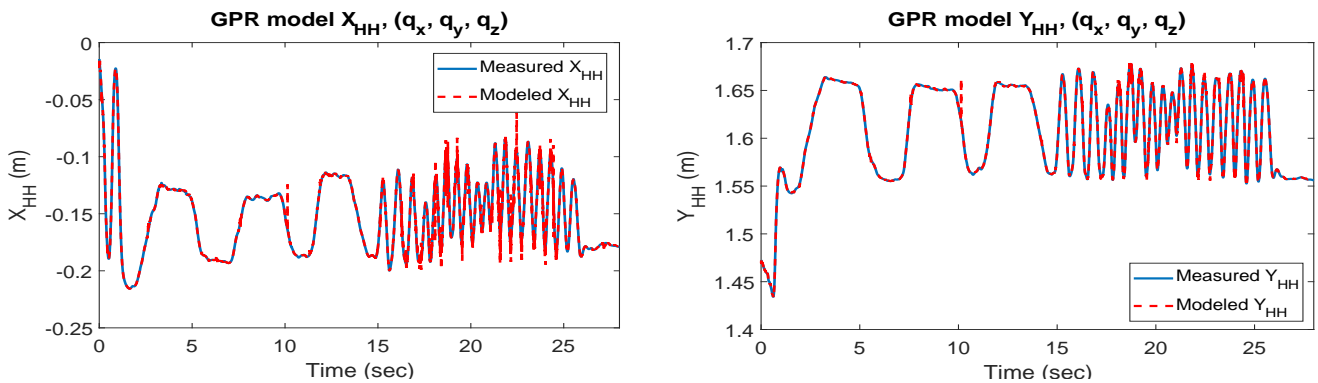 GPR model X_HH, (q_x, q_y, q_z)
0
-0.05
-0.1
-0.15
-0.2
-0.25
X_HH (m)
0 5 10 15 20 25
Time (sec)
Measured X_HH
Modeled X_HH
GPR model Y_HH, (q_x, q_y, q_z)
1.7
1.65
1.6
1.55
1.5
1.45
1.4
Y_HH (m)
0 5 10 15 20 25
Time (sec)
Measured Y_HH
Modeled Y_HH